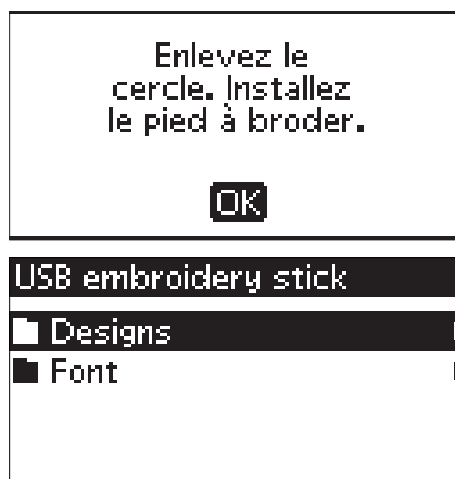 Enlevez le
cercle. Installez
le pied à broder.
OK
USB embroidery stick
Designs
Font